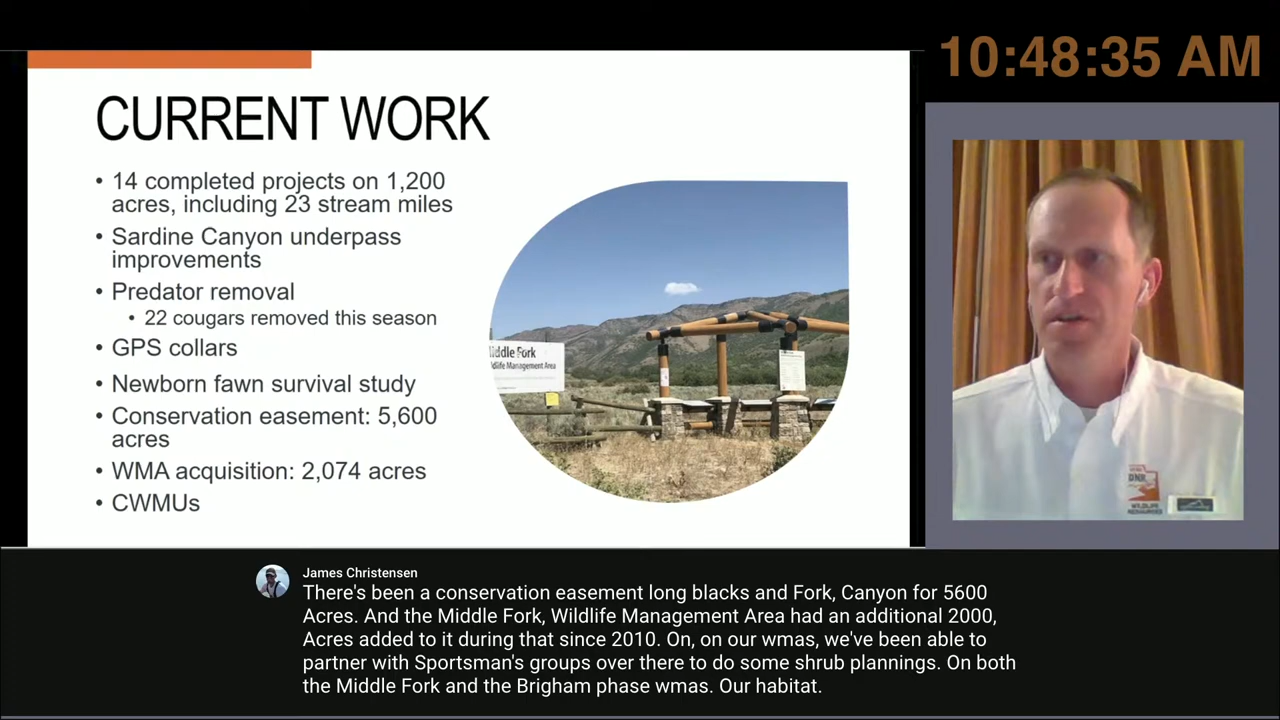 10:48:35 AM
CURRENT WORK
• 14 completed projects on 1,200
acres, including 23 stream miles
• Sardine Canyon underpass
improvements
• Predator removal
• 22 cougars removed this season
• GPS collars
• Newborn fawn survival study
• Conservation easement: 5,600
acres
• WMA acquisition: 2,074 acres
• CWMUs
iddle Fork
ildlife Management Area
DNR
WILDLIFE
RESOURCES
James Christensen
There's been a conservation easement long blacks and Fork, Canyon for 5600
Acres. And the Middle Fork, Wildlife Management Area had an additional 2000,
Acres added to it during that since 2010. On, on our wmas, we've been able to
partner with Sportsman's groups over there to do some shrub plannings. On both
the Middle Fork and the Brigham phase wmas. Our habitat.